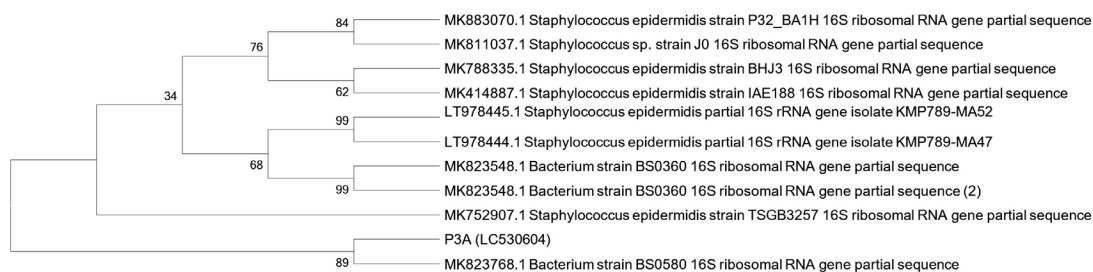 84
MK883070.1 Staphylococcus epidermidis strain P32_BA1H 16S ribosomal RNA gene partial sequence
76
MK811037.1 Staphylococcus sp. strain J0 16S ribosomal RNA gene partial sequence
MK788335.1 Staphylococcus epidermidis strain BHJ3 16S ribosomal RNA gene partial sequence
34
62
MK414887.1 Staphylococcus epidermidis strain IAE188 16S ribosomal RNA gene partial sequence
LT978445.1 Staphylococcus epidermidis partial 16S rRNA gene isolate KMP789-MA52
99
LT978444.1 Staphylococcus epidermidis partial 16S rRNA gene isolate KMP789-MA47
68
MK823548.1 Bacterium strain BS0360 16S ribosomal RNA gene partial sequence
99
MK823548.1 Bacterium strain BS0360 16S ribosomal RNA gene partial sequence (2)
MK752907.1 Staphylococcus epidermidis strain TSGB3257 16S ribosomal RNA gene partial sequence
P3A (LC530604)
89
MK823768.1 Bacterium strain BS0580 16S ribosomal RNA gene partial sequence